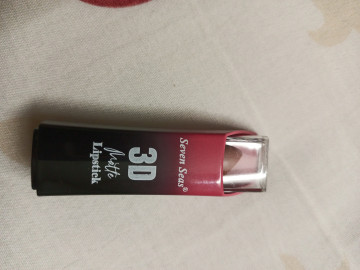 Seven Seas®
3D
Matte
Lipstick